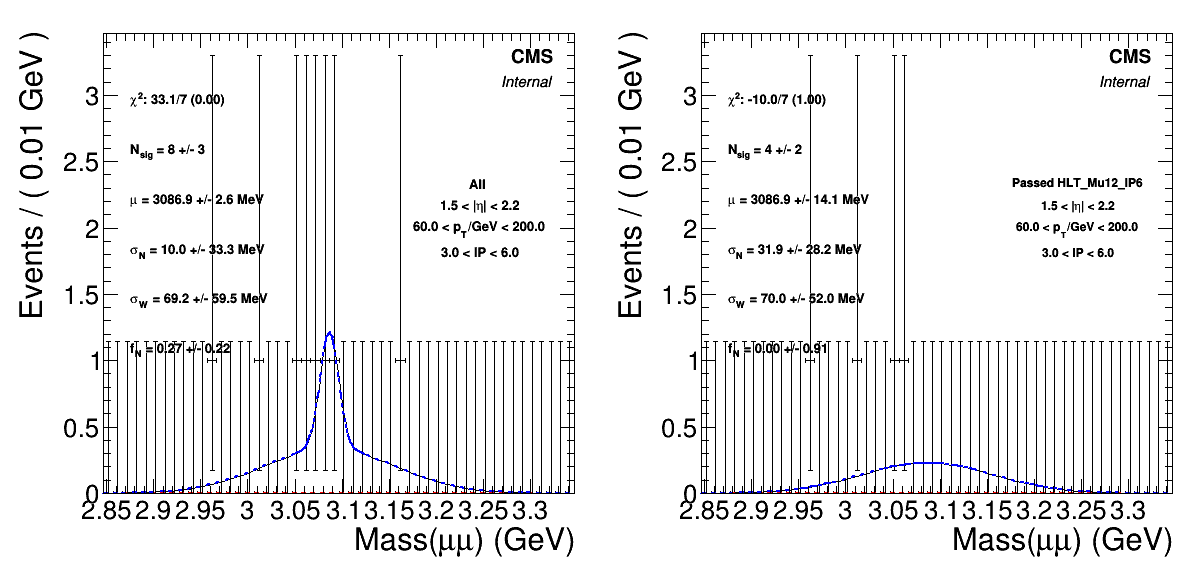 Events / ( 0.01 GeV )
CMS
Internal
χ²: 33.1/7 (0.00)
N_sig = 8 +/- 3
μ = 3086.9 +/- 2.6 MeV
σ_N = 10.0 +/- 33.3 MeV
σ_W = 69.2 +/- 59.5 MeV
f_N = 0.27 +/- 0.22
All
1.5 < |η| < 2.2
60.0 < p_T/GeV < 200.0
3.0 < IP < 6.0
3
2.5
2
1.5
1
0.5
0
2.85 2.9 2.95 3 3.05 3.1 3.15 3.2 3.25 3.3
Mass(μμ) (GeV)
Events / ( 0.01 GeV )
CMS
Internal
χ²: -10.0/7 (1.00)
N_sig = 4 +/- 2
μ = 3086.9 +/- 14.1 MeV
σ_N = 31.9 +/- 28.2 MeV
σ_W = 70.0 +/- 52.0 MeV
f_N = 0.00 +/- 0.91
Passed HLT_Mu12_IP6
1.5 < |η| < 2.2
60.0 < p_T/GeV < 200.0
3.0 < IP < 6.0
3
2.5
2
1.5
1
0.5
0
2.85 2.9 2.95 3 3.05 3.1 3.15 3.2 3.25 3.3
Mass(μμ) (GeV)